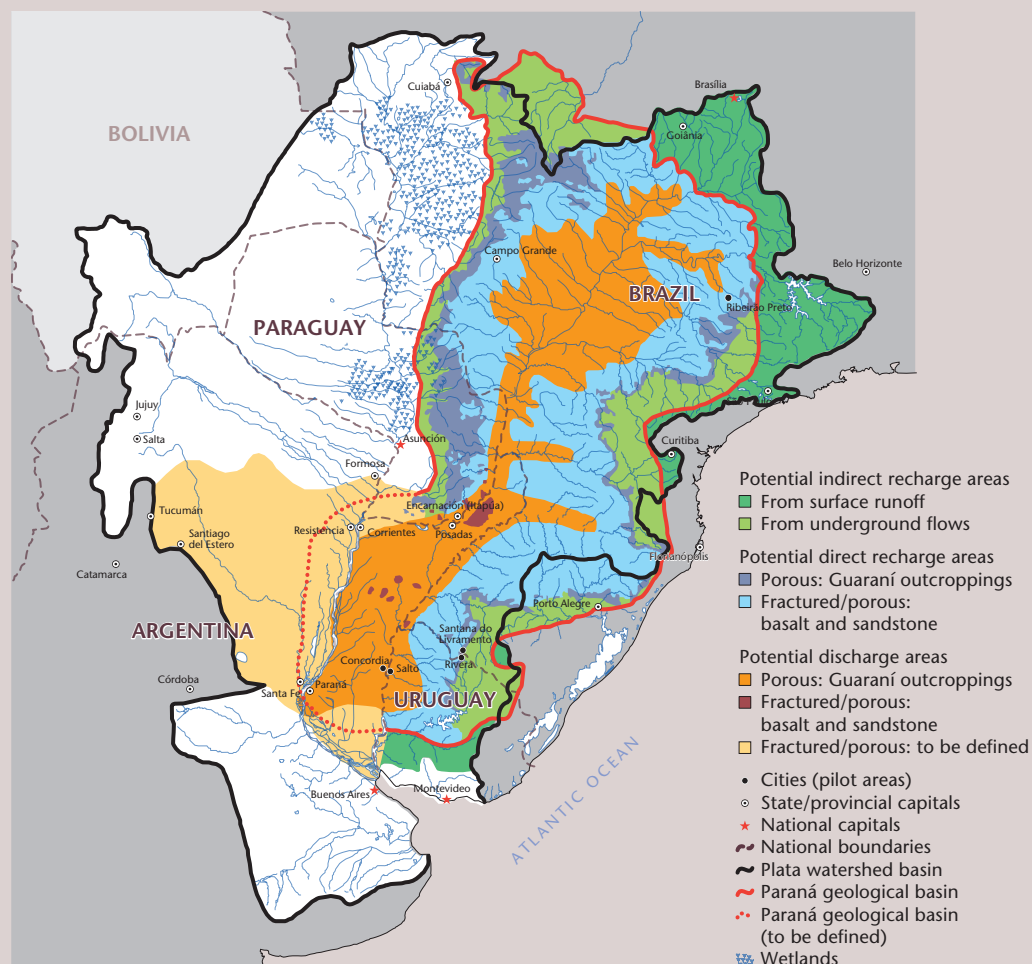 Brasília
Cuiabá
BOLIVIA
Goiânia
Belo Horizonte
Campo Grande
BRAZIL
Ribeirão Preto
PARAGUAY
Jujuy
Salta
Asunción
Curitiba
Formosa
Tucumán
Encarnación (Itapúa)
Resistencia
Corrientes
Posadas
Santiago
del Estero
Catamarca
Florianópolis
Porto Alegre
ARGENTINA
Santana do
Livramento
Rivera
Concordia
Salto
Córdoba
Santa Fe
Paraná
URUGUAY
Buenos Aires
Montevideo
ATLANTIC OCEAN
Potential indirect recharge areas
From surface runoff
From underground flows
Potential direct recharge areas
Porous: Guaraní outcroppings
Fractured/porous:
basalt and sandstone
Potential discharge areas
Porous: Guaraní outcroppings
Fractured/porous:
basalt and sandstone
Fractured/porous: to be defined
Cities (pilot areas)
State/provincial capitals
National capitals
National boundaries
Plata watershed basin
Paraná geological basin
Paraná geological basin
(to be defined)
Wetlands